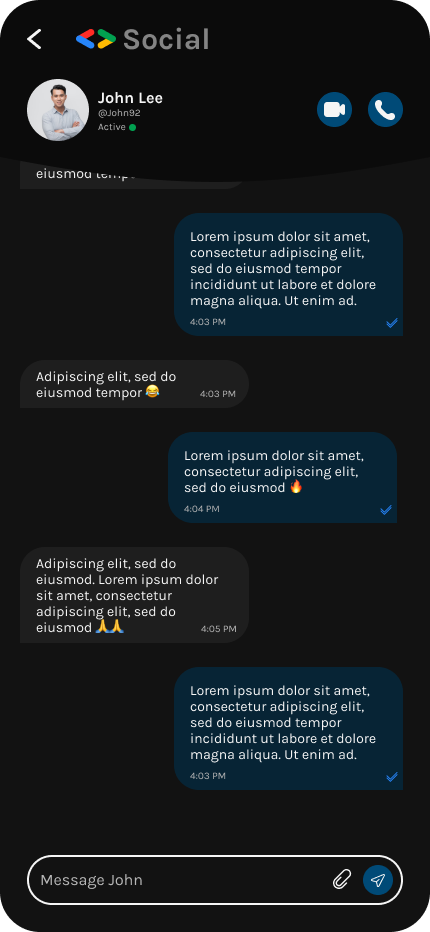 Social
John Lee
@John92
Active
eiusmod
Lorem ipsum dolor sit amet,
consectetur adipiscing elit,
sed do eiusmod tempor
incididunt ut labore et dolore
magna aliqua. Ut enim ad.
4:03 PM
Adipiscing elit, sed do
eiusmod tempor 😂
4:03 PM
Lorem ipsum dolor sit amet,
consectetur adipiscing elit,
sed do eiusmod 🔥
4:04 PM
Adipiscing elit, sed do
eiusmod. Lorem ipsum dolor
sit amet, consectetur
adipiscing elit, sed do
eiusmod 🙏🙏
4:05 PM
Lorem ipsum dolor sit amet,
consectetur adipiscing elit,
sed do eiusmod tempor
incididunt ut labore et dolore
magna aliqua. Ut enim ad.
4:03 PM
Message John